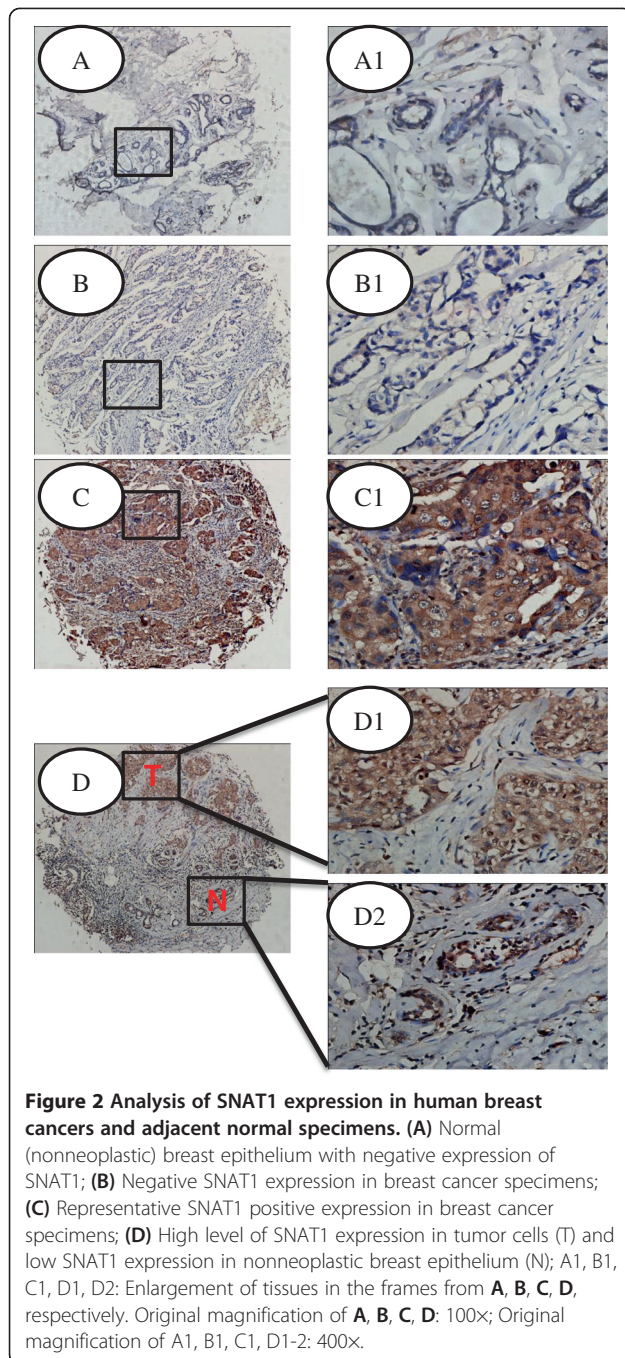 A
A1
B
B1
C
C1
D1
D
T
N
D2
Figure 2 Analysis of SNAT1 expression in human breast
cancers and adjacent normal specimens. (A) Normal
(nonneoplastic) breast epithelium with negative expression of
SNAT1; (B) Negative SNAT1 expression in breast cancer specimens;
(C) Representative SNAT1 positive expression in breast cancer
specimens; (D) High level of SNAT1 expression in tumor cells (T) and
low SNAT1 expression in nonneoplastic breast epithelium (N); A1, B1,
C1, D1, D2: Enlargement of tissues in the frames from A, B, C, D,
respectively. Original magnification of A, B, C, D: 100×; Original
magnification of A1, B1, C1, D1-2: 400×.